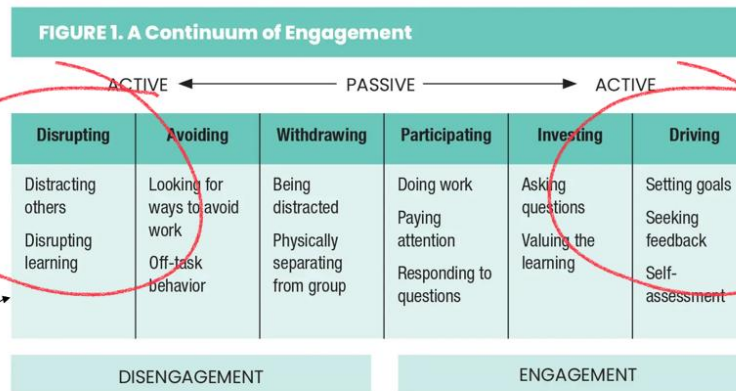 FIGURE 1. A Continuum of Engagement
ACTIVE PASSIVE ACTIVE
Disrupting Avoiding Withdrawing Participating Investing Driving
Distracting
others
Disrupting
learning
Looking for
ways to avoid
work
Off-task
behavior
Being
distracted
Physically
separating
from group
Doing work
Paying
attention
Responding to
questions
Asking
questions
Valuing the
learning
Setting goals
Seeking
feedback
Self-
assessment
DISENGAGEMENT ENGAGEMENT